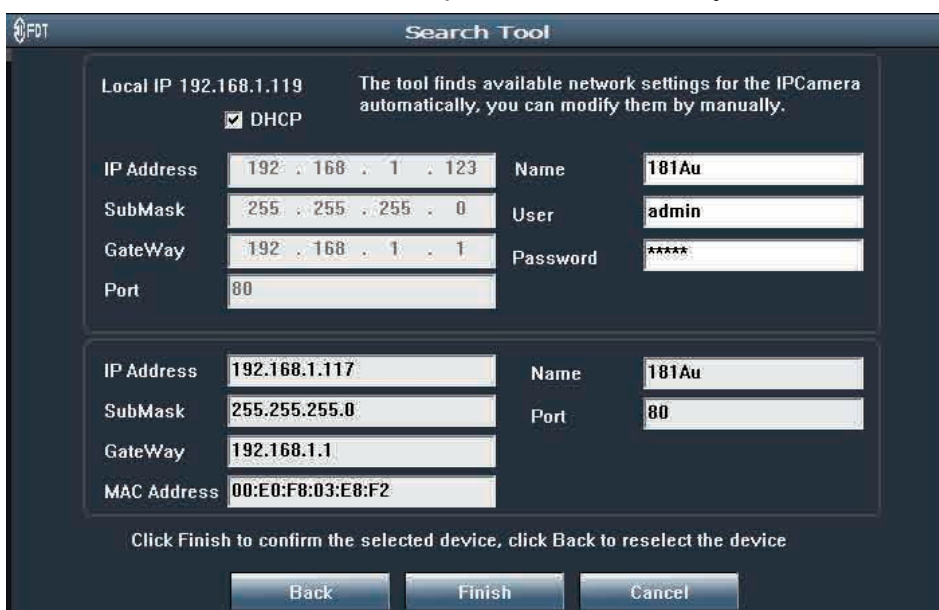 FDT
Search Tool
Local IP 192.168.1.119
The tool finds available network settings for the IPCamera
automatically, you can modify them by manually.
DHCP
IP Address 192 . 168 . 1 . 123
Name 181Au
SubMask 255 . 255 . 255 . 0
User admin
GateWay 192 . 168 . 1 . 1
Password *****
Port 80
IP Address 192.168.1.117
Name 181Au
SubMask 255.255.255.0
Port 80
GateWay 192.168.1.1
MAC Address 00:E0:F8:03:E8:F2
Click Finish to confirm the selected device, click Back to reselect the device
Back Finish Cancel